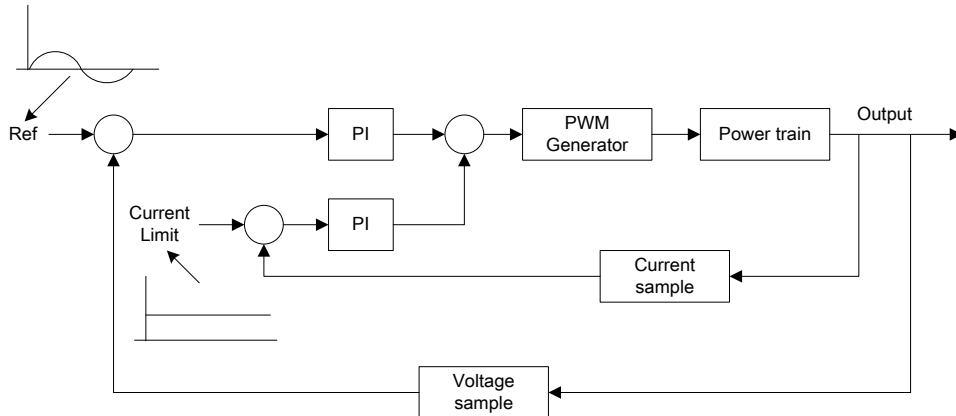 Ref
PI
PWM
Generator
Power train
Output
Current
Limit
PI
Current
sample
Voltage
sample